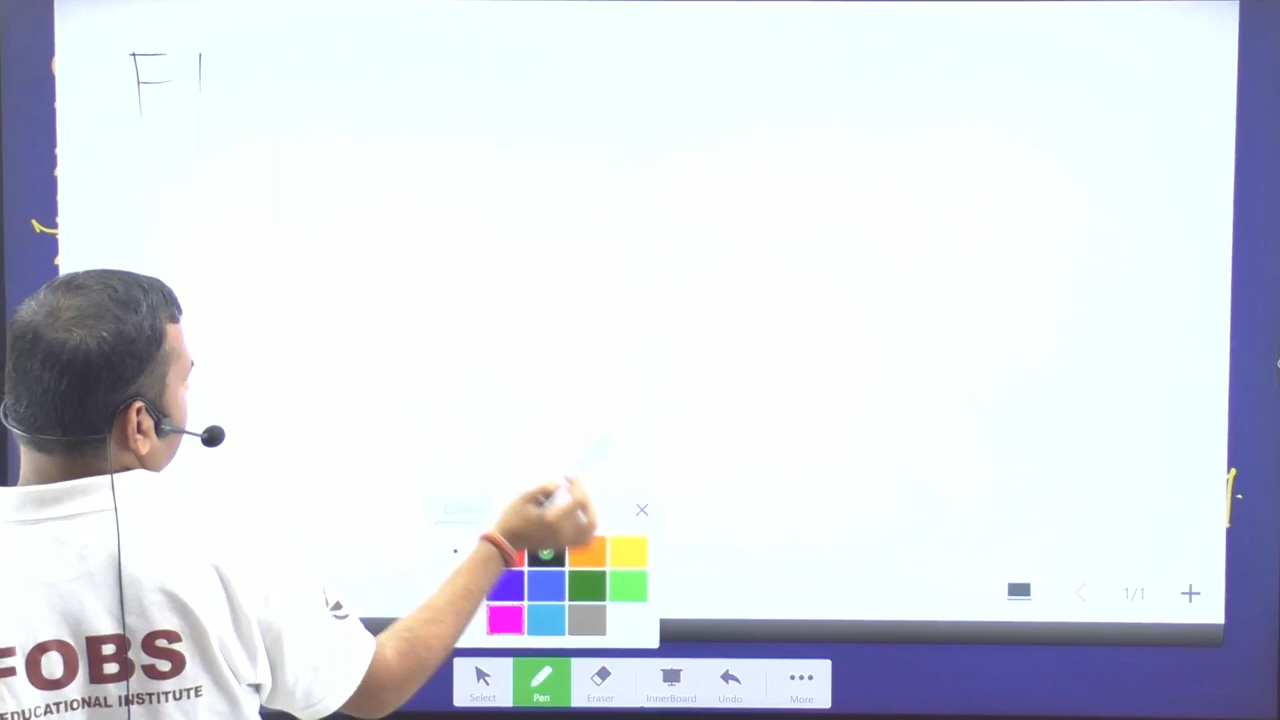 F I
1/1
FOBS
EDUCATIONAL INSTITUTE
Select Pen Eraser InnerBoard Undo More